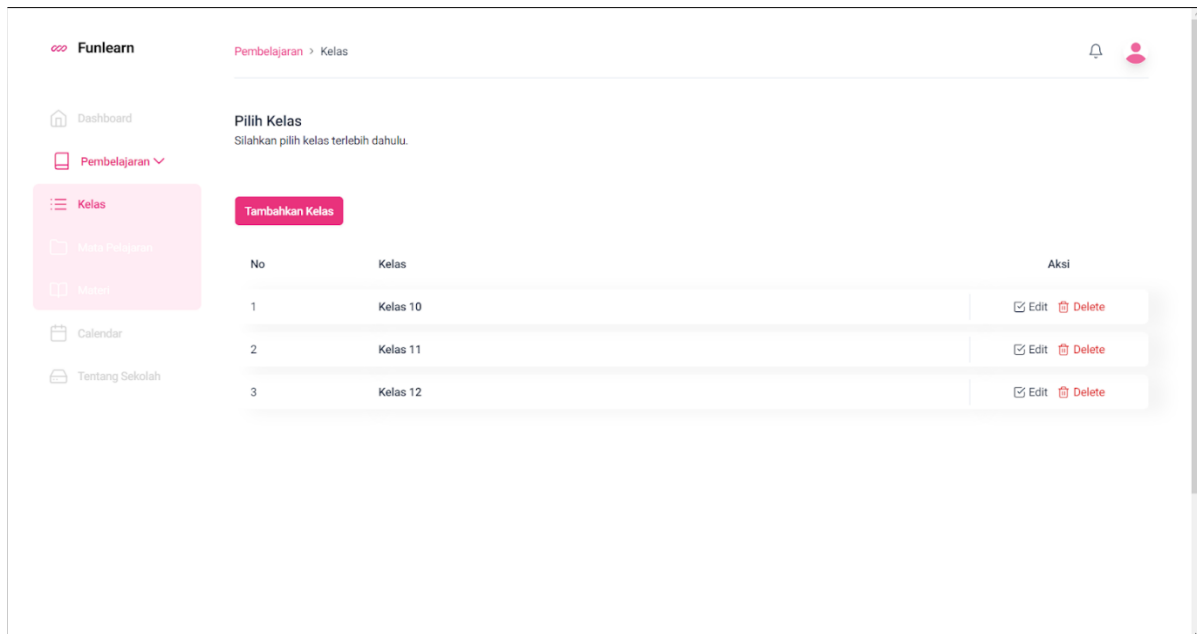 Funlearn
Pembelajaran > Kelas
Dashboard
Pembelajaran
Kelas
Mata Pelajaran
Materi
Calendar
Tentang Sekolah
Pilih Kelas
Silahkan pilih kelas terlebih dahulu.
Tambahkan Kelas
No Kelas Aksi
1 Kelas 10 Edit Delete
2 Kelas 11 Edit Delete
3 Kelas 12 Edit Delete